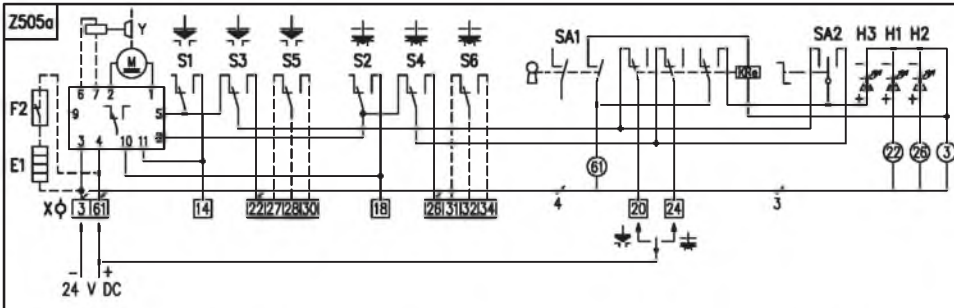 Z505a
Y
M
S1 S3 S5 S2 S4 S6
SA1 SA2 H3 H1 H2
6 7 2 1
F2
9 5
3 4 10 11
E1
61 22 26 3
X 3 61 14 22 27 28 30 18 26 31 32 34 4 20 24 3
- +
24 V DC